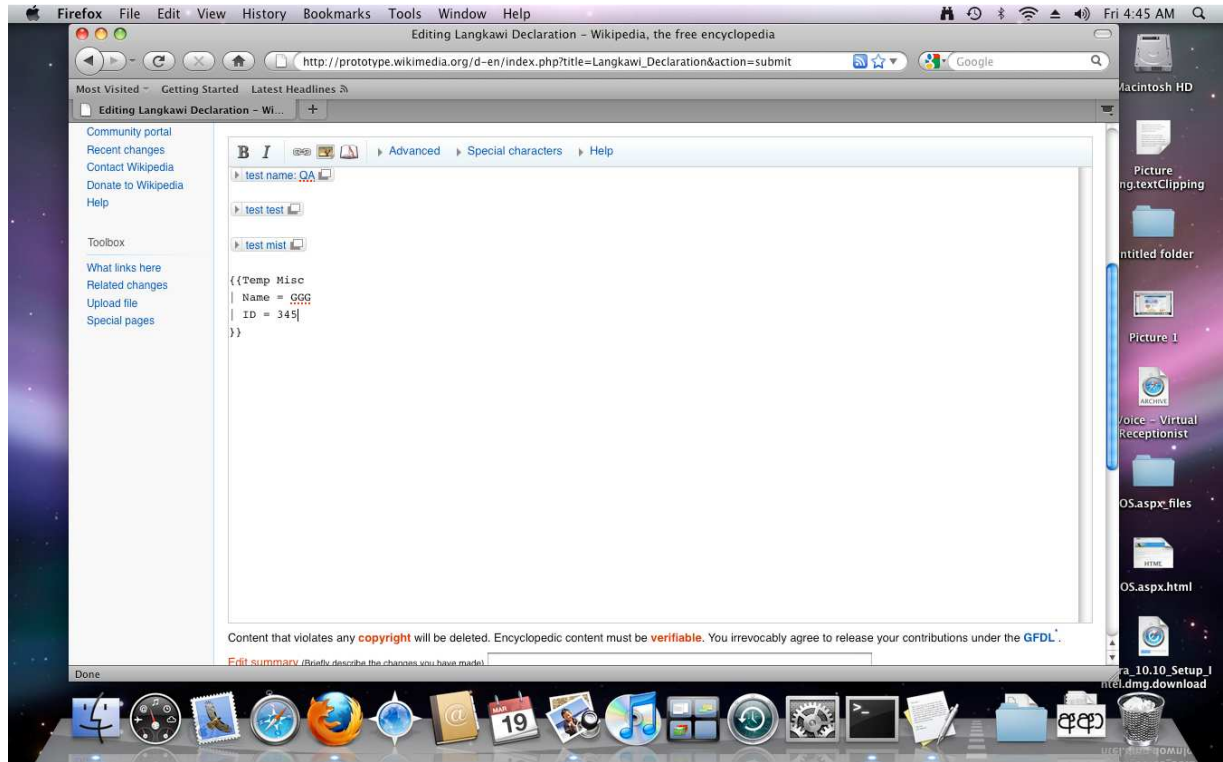 Firefox File Edit View History Bookmarks Tools Window Help Fri 4:45 AM
Editing Langkawi Declaration – Wikipedia, the free encyclopedia
http://prototype.wikimedia.org/d-en/index.php?title=Langkawi_Declaration&action=submit
Google
Most Visited Getting Started Latest Headlines
Editing Langkawi Declaration – Wi... +
Community portal
Recent changes
Contact Wikipedia
Donate to Wikipedia
Help
Toolbox
What links here
Related changes
Upload file
Special pages
B I Advanced Special characters Help
test name: QA
test test
test mist
{{Temp Misc
| Name = GGG
| ID = 345
}}
Content that violates any copyright will be deleted. Encyclopedic content must be verifiable. You irrevocably agree to release your contributions under the GFDL*.
Edit summary (Briefly describe the changes you have made)
Done
Macintosh HD
Picture
ng.textClipping
ntitled folder
Picture 1
ARCHIVE
Voice – Virtual
Receptionist
OS.aspx_files
HTML
OS.aspx.html
ra_10.10_Setup_I
ntel.dmg.download
MAR
19